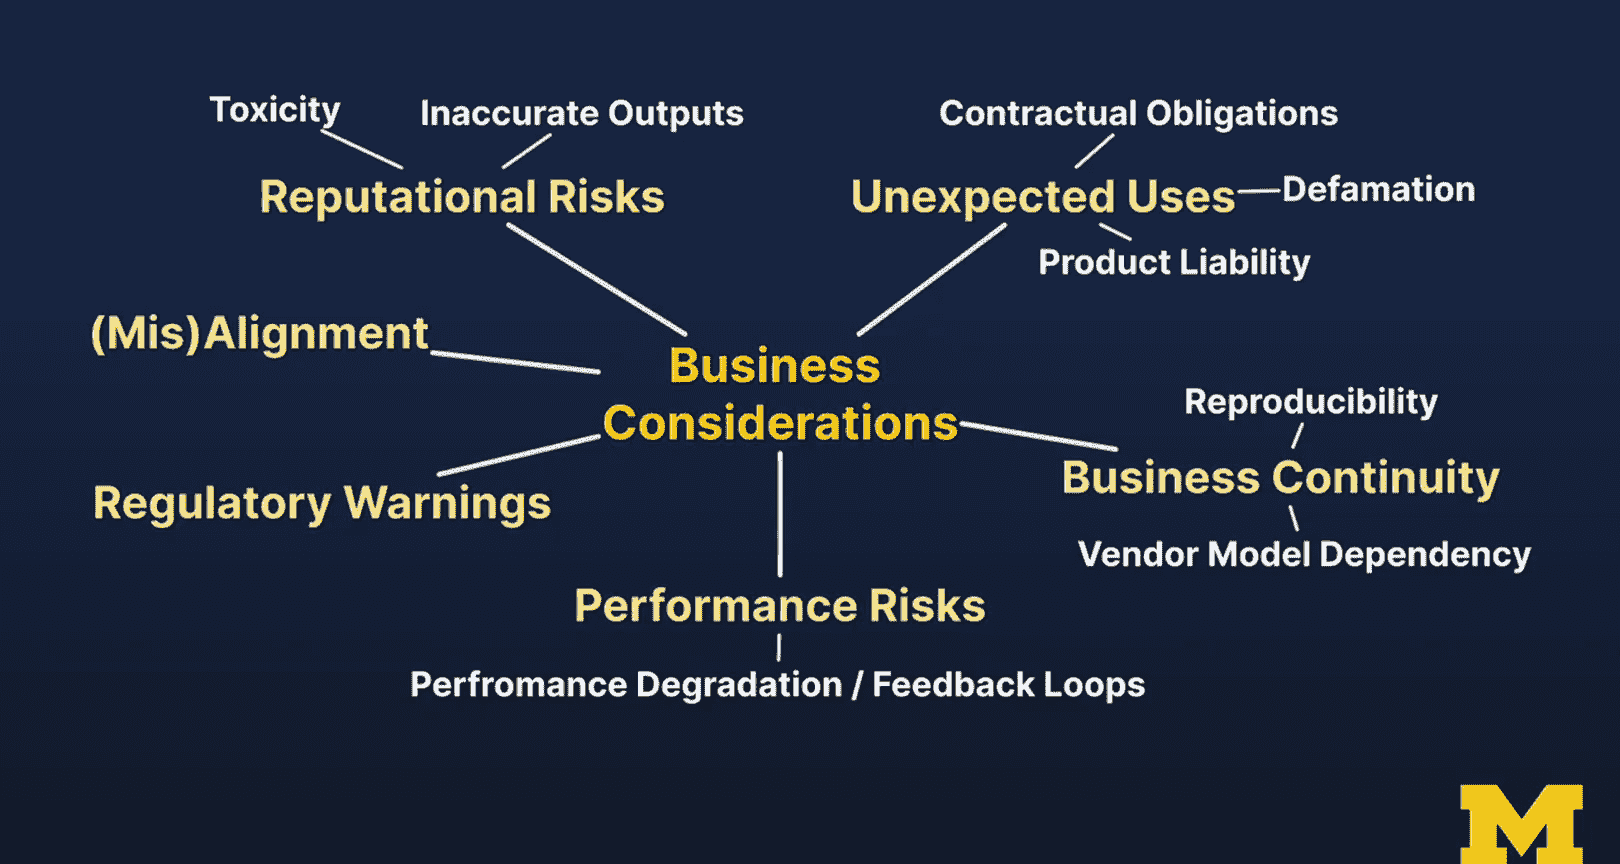 Toxicity
Inaccurate Outputs
Reputational Risks
Contractual Obligations
Unexpected Uses
Defamation
Product Liability
(Mis)Alignment
Business
Considerations
Regulatory Warnings
Reproducibility
Business Continuity
Vendor Model Dependency
Performance Risks
Perfromance Degradation / Feedback Loops
M